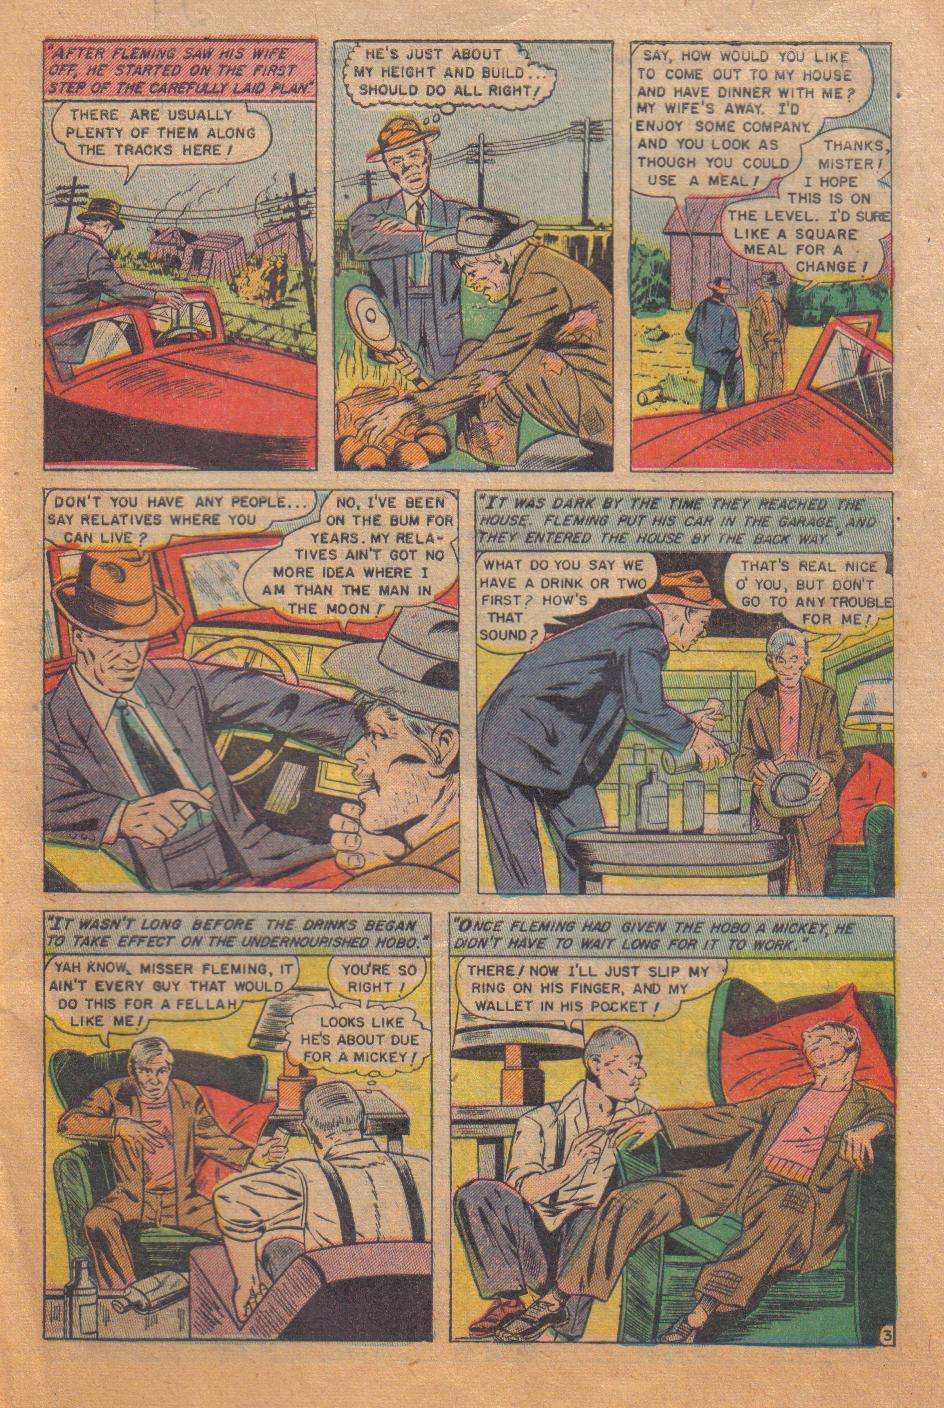 "AFTER FLEMING SAW HIS WIFE
OFF, HE STARTED ON THE FIRST
STEP OF THE CAREFULLY LAID PLAN."
THERE ARE USUALLY
PLENTY OF THEM ALONG
THE TRACKS HERE!
HE'S JUST ABOUT
MY HEIGHT AND BUILD...
SHOULD DO ALL RIGHT!
SAY, HOW WOULD YOU LIKE
TO COME OUT TO MY HOUSE
AND HAVE DINNER WITH ME?
MY WIFE'S AWAY. I'D
ENJOY SOME COMPANY.
AND YOU LOOK AS
THOUGH YOU COULD
USE A MEAL!
THANKS,
MISTER!
I HOPE
THIS IS ON
THE LEVEL. I'D SURE
LIKE A SQUARE
MEAL FOR A
CHANGE!
DON'T YOU HAVE ANY PEOPLE...
SAY RELATIVES WHERE YOU
CAN LIVE?
NO, I'VE BEEN
ON THE BUM FOR
YEARS. MY RELA-
TIVES AIN'T GOT NO
MORE IDEA WHERE I
AM THAN THE MAN IN
THE MOON!
"IT WAS DARK BY THE TIME THEY REACHED THE
HOUSE. FLEMING PUT HIS CAR IN THE GARAGE, AND
THEY ENTERED THE HOUSE BY THE BACK WAY."
WHAT DO YOU SAY WE
HAVE A DRINK OR TWO
FIRST? HOW'S
THAT
SOUND?
THAT'S REAL NICE
O' YOU, BUT DON'T
GO TO ANY TROUBLE
FOR ME!
"IT WASN'T LONG BEFORE THE DRINKS BEGAN
TO TAKE EFFECT ON THE UNDERNOURISHED HOBO."
YAH KNOW, MISSER FLEMING, IT
AIN'T EVERY GUY THAT WOULD
DO THIS FOR A FELLAH
LIKE ME!
YOU'RE SO
RIGHT!
LOOKS LIKE
HE'S ABOUT DUE
FOR A MICKEY!
"ONCE FLEMING HAD GIVEN THE HOBO A MICKEY, HE
DIDN'T HAVE TO WAIT LONG FOR IT TO WORK."
THERE! NOW I'LL JUST SLIP MY
RING ON HIS FINGER, AND MY
WALLET IN HIS POCKET!
3